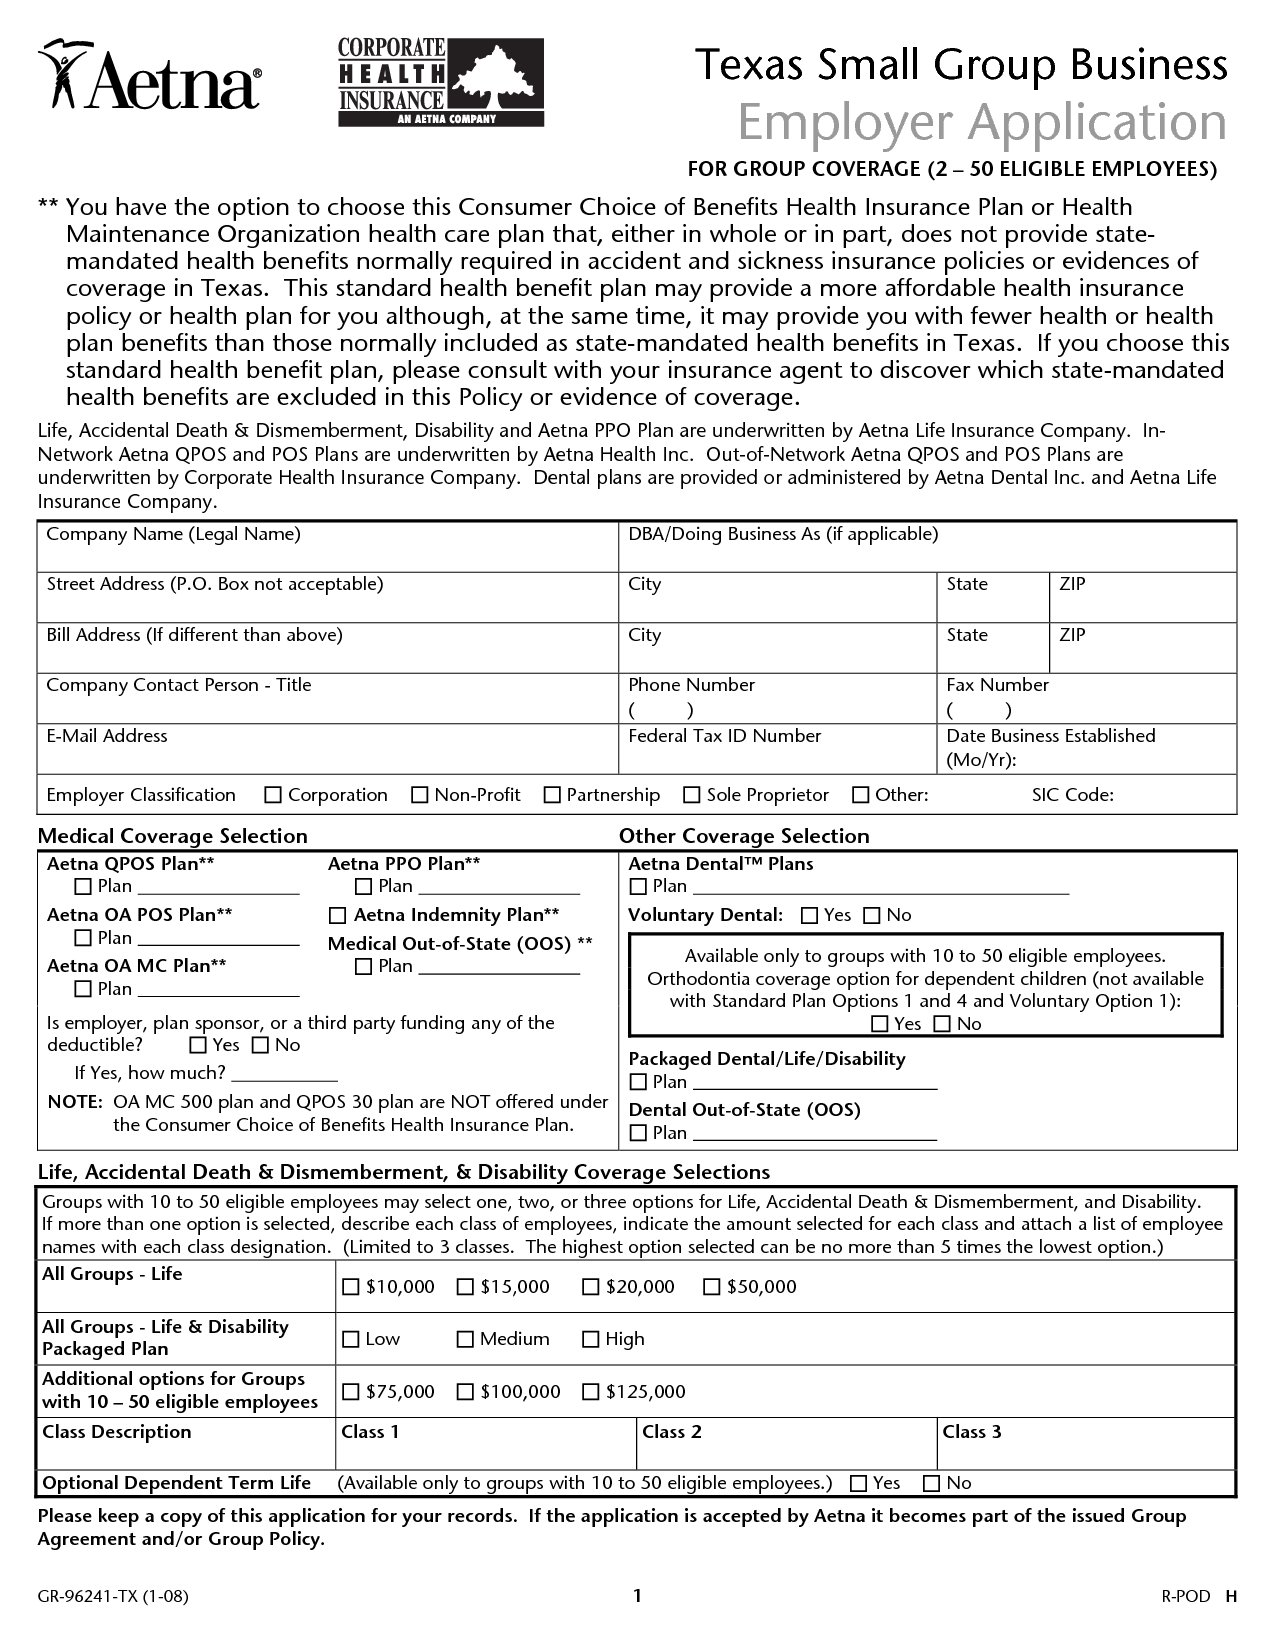 Aetna®
CORPORATE
HEALTH
INSURANCE
AN AETNA COMPANY
Texas Small Group Business
Employer Application
FOR GROUP COVERAGE (2 – 50 ELIGIBLE EMPLOYEES)
** You have the option to choose this Consumer Choice of Benefits Health Insurance Plan or Health
Maintenance Organization health care plan that, either in whole or in part, does not provide state-
mandated health benefits normally required in accident and sickness insurance policies or evidences of
coverage in Texas. This standard health benefit plan may provide a more affordable health insurance
policy or health plan for you although, at the same time, it may provide you with fewer health or health
plan benefits than those normally included as state-mandated health benefits in Texas. If you choose this
standard health benefit plan, please consult with your insurance agent to discover which state-mandated
health benefits are excluded in this Policy or evidence of coverage.
Life, Accidental Death & Dismemberment, Disability and Aetna PPO Plan are underwritten by Aetna Life Insurance Company. In-
Network Aetna QPOS and POS Plans are underwritten by Aetna Health Inc. Out-of-Network Aetna QPOS and POS Plans are
underwritten by Corporate Health Insurance Company. Dental plans are provided or administered by Aetna Dental Inc. and Aetna Life
Insurance Company.
Company Name (Legal Name) DBA/Doing Business As (if applicable)
Street Address (P.O. Box not acceptable) City State ZIP
Bill Address (If different than above) City State ZIP
Company Contact Person - Title Phone Number Fax Number
( ) ( )
E-Mail Address Federal Tax ID Number Date Business Established
(Mo/Yr):
Employer Classification ☐ Corporation ☐ Non-Profit ☐ Partnership ☐ Sole Proprietor ☐ Other: SIC Code:
Medical Coverage Selection
Aetna QPOS Plan** Aetna PPO Plan**
☐ Plan ________________ ☐ Plan ________________
Aetna OA POS Plan** ☐ Aetna Indemnity Plan**
☐ Plan ________________ Medical Out-of-State (OOS) **
Aetna OA MC Plan** ☐ Plan ________________
☐ Plan ________________
Is employer, plan sponsor, or a third party funding any of the
deductible? ☐ Yes ☐ No
If Yes, how much? __________
NOTE: OA MC 500 plan and QPOS 30 plan are NOT offered under
the Consumer Choice of Benefits Health Insurance Plan.
Other Coverage Selection
Aetna Dental™ Plans
☐ Plan ____________________________________
Voluntary Dental: ☐ Yes ☐ No
Available only to groups with 10 to 50 eligible employees.
Orthodontia coverage option for dependent children (not available
with Standard Plan Options 1 and 4 and Voluntary Option 1):
☐ Yes ☐ No
Packaged Dental/Life/Disability
☐ Plan ________________________
Dental Out-of-State (OOS)
☐ Plan ________________________
Life, Accidental Death & Dismemberment, & Disability Coverage Selections
Groups with 10 to 50 eligible employees may select one, two, or three options for Life, Accidental Death & Dismemberment, and Disability.
If more than one option is selected, describe each class of employees, indicate the amount selected for each class and attach a list of employee
names with each class designation. (Limited to 3 classes. The highest option selected can be no more than 5 times the lowest option.)
All Groups - Life ☐ $10,000 ☐ $15,000 ☐ $20,000 ☐ $50,000
All Groups - Life & Disability
Packaged Plan ☐ Low ☐ Medium ☐ High
Additional options for Groups
with 10 – 50 eligible employees ☐ $75,000 ☐ $100,000 ☐ $125,000
Class Description Class 1 Class 2 Class 3
Optional Dependent Term Life (Available only to groups with 10 to 50 eligible employees.) ☐ Yes ☐ No
Please keep a copy of this application for your records. If the application is accepted by Aetna it becomes part of the issued Group
Agreement and/or Group Policy.
GR-96241-TX (1-08) 1 R-POD H